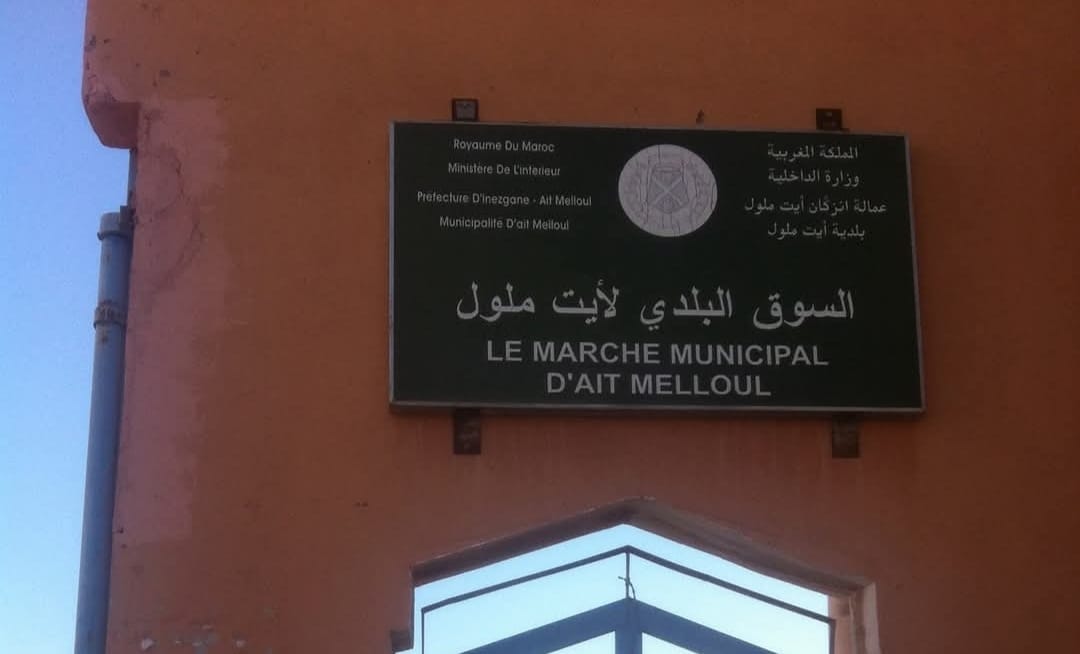 Royaume Du Maroc
Ministère De L'interieur
Préfecture D'inezgane - Ait Melloul
Municipalité D'ait Melloul
المملكة المغربية
وزارة الداخلية
عمالة انزكان أيت ملول
بلدية أيت ملول
السوق البلدي لأيت ملول
LE MARCHE MUNICIPAL
D'AIT MELLOUL